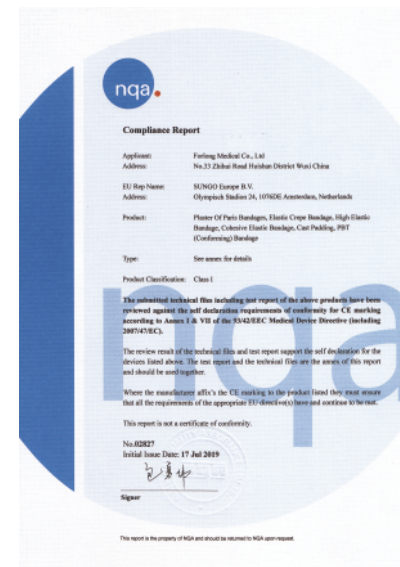 nqa.
Compliance Report
Applicant: Forlong Medical Co., Ltd
Address: No.33 Zhihui Road Huishan District Wuxi China
EU Rep Name: SUNGO Europe B.V.
Address: Olympisch Stadion 24, 1076DE Amsterdam, Netherlands
Product: Plaster Of Paris Bandages, Elastic Crepe Bandage, High Elastic
Bandage, Cohesive Elastic Bandage, Cast Padding, PBT
(Conforming) Bandage
Type: See annex for details
Product Classification: Class I
The submitted technical files including test report of the above products have been
reviewed against the self declaration requirements of conformity for CE marking
according to Annex I & VII of the 93/42/EEC Medical Device Directive (including
2007/47/EC).
The review result of the technical files and test report support the self declaration for the
devices listed above. The test report and the technical files are the annex of this report
and should be used together.
Where the manufacturer affix's the CE marking to the product listed they must ensure
that all the requirements of the appropriate EU directive(s) have and continue to be met.
This report is not a certificate of conformity.
No.02827
Initial Issue Date: 17 Jul 2019
Signer
This report is the property of NQA and should be returned to NQA upon request.
nqa